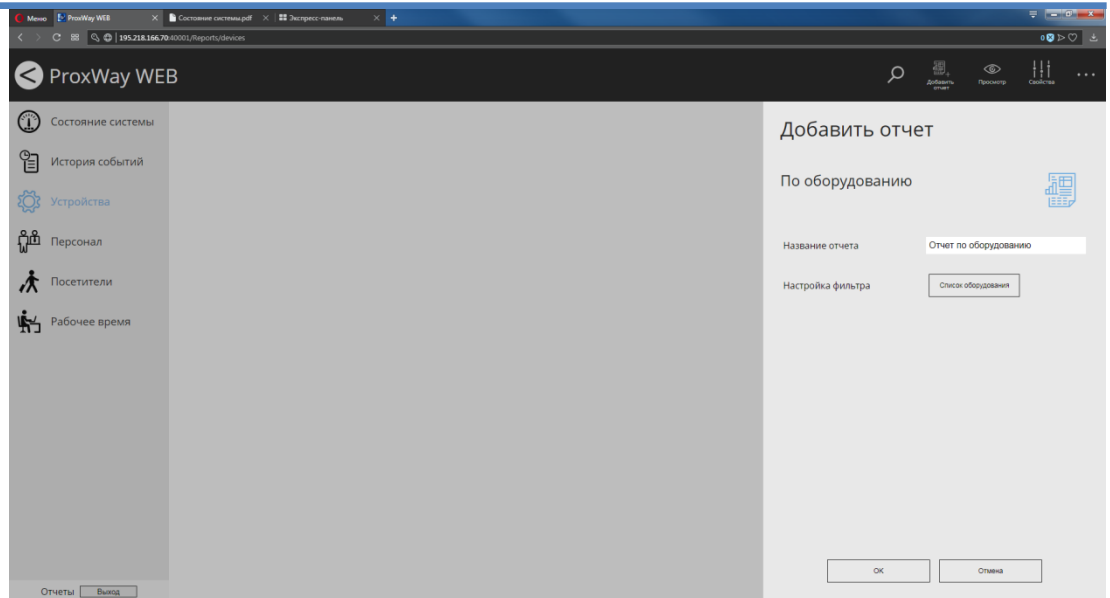 Меню ProxWay WEB Состояние системы.pdf Экспресс-панель
195.218.166.70:40001/Reports/devices 0
ProxWay WEB Добавить отчет Просмотр Свойства ...
Состояние системы
История событий
Устройства
Персонал
Посетители
Рабочее время
Отчеты Выход
Добавить отчет
По оборудованию
Название отчета Отчет по оборудованию
Настройка фильтра Список оборудования
OK Отмена